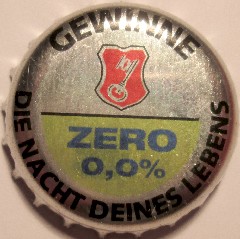 GEWINNE
ZERO
0,0%
DIE NACHT DEINES LEBENS